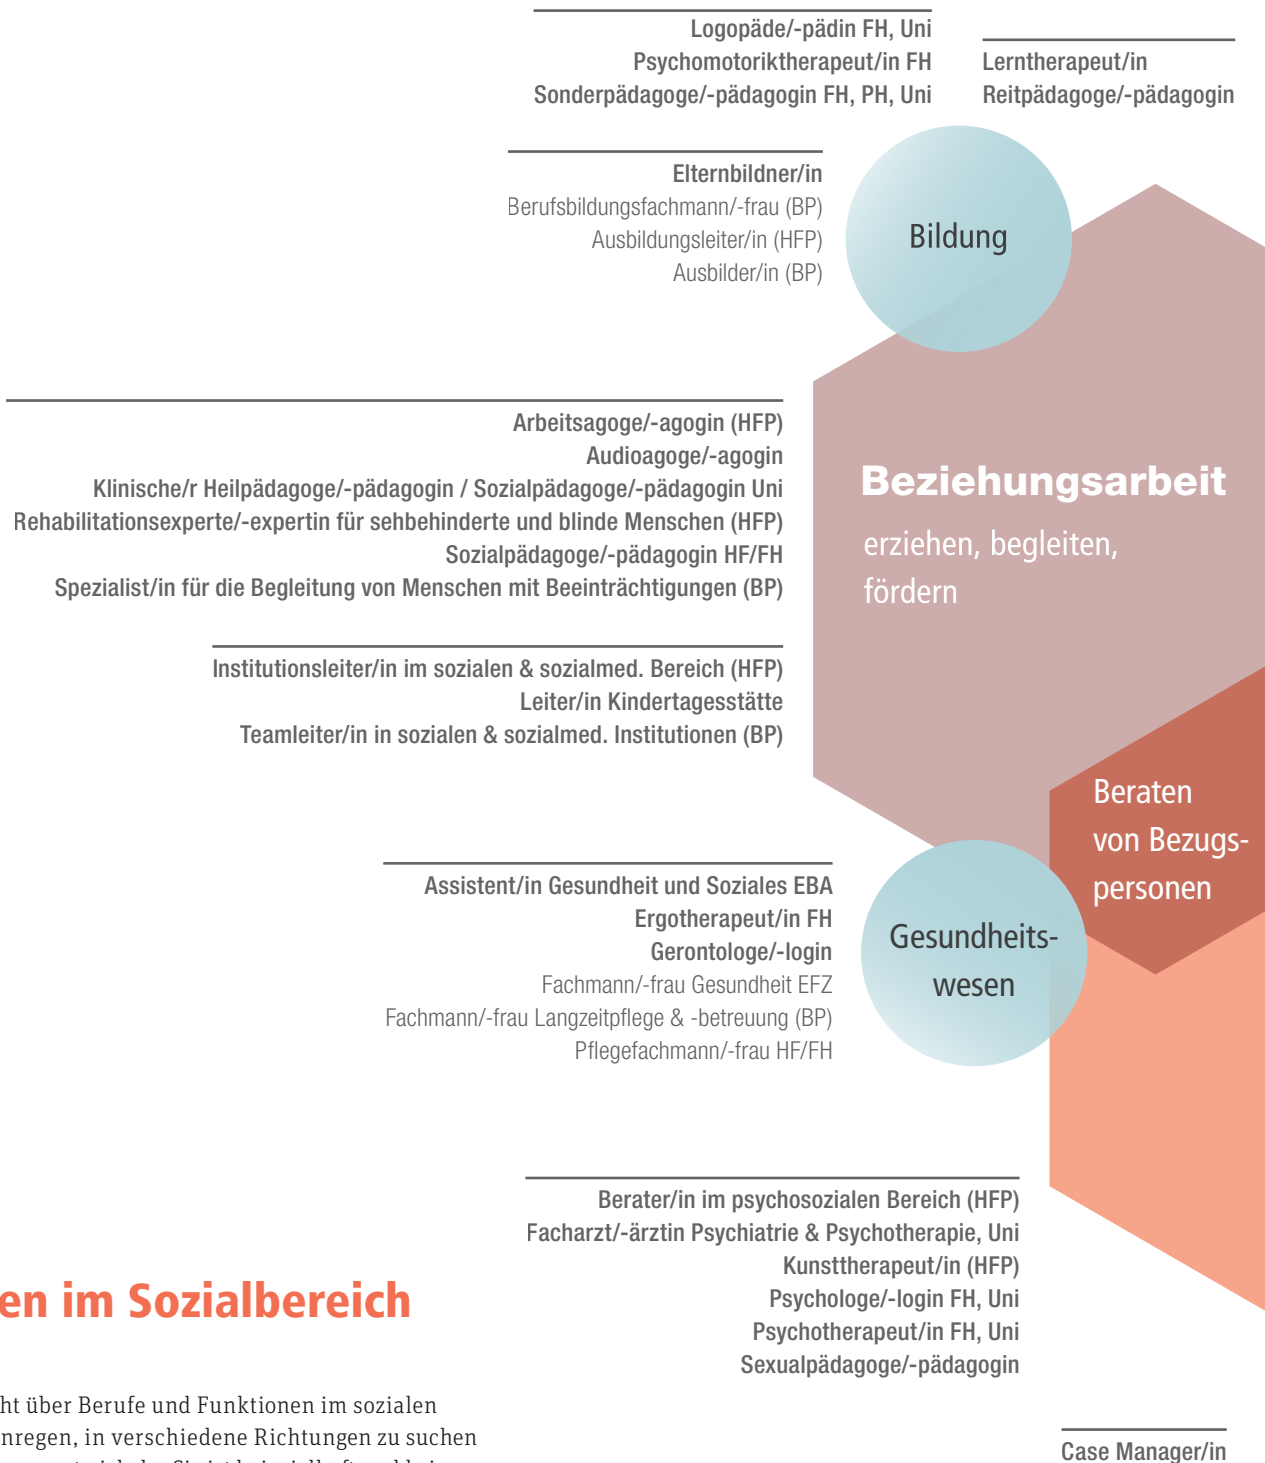 Logopäde/-pädin FH, Uni
Psychomotoriktherapeut/in FH
Sonderpädagoge/-pädagogin FH, PH, Uni
Lerntherapeut/in
Reitpädagoge/-pädagogin
Elternbildner/in
Berufsbildungsfachmann/-frau (BP)
Ausbildungsleiter/in (HFP)
Ausbilder/in (BP)
Bildung
Arbeitsagoge/-agogin (HFP)
Audioagoge/-agogin
Klinische/r Heilpädagoge/-pädagogin / Sozialpädagoge/-pädagogin Uni
Rehabilitationsexperte/-expertin für sehbehinderte und blinde Menschen (HFP)
Sozialpädagoge/-pädagogin HF/FH
Spezialist/in für die Begleitung von Menschen mit Beeinträchtigungen (BP)
Beziehungsarbeit
erziehen, begleiten,
fördern
Institutionsleiter/in im sozialen & sozialmed. Bereich (HFP)
Leiter/in Kindertagesstätte
Teamleiter/in in sozialen & sozialmed. Institutionen (BP)
Beraten
von Bezugs-
personen
Assistent/in Gesundheit und Soziales EBA
Ergotherapeut/in FH
Gerontologe/-login
Fachmann/-frau Gesundheit EFZ
Fachmann/-frau Langzeitpflege & -betreuung (BP)
Pflegefachmann/-frau HF/FH
Gesundheits-
wesen
Berater/in im psychosozialen Bereich (HFP)
Facharzt/-ärztin Psychiatrie & Psychotherapie, Uni
Kunsttherapeut/in (HFP)
Psychologe/-login FH, Uni
Psychotherapeut/in FH, Uni
Sexualpädagoge/-pädagogin
en im Sozialbereich
ht über Berufe und Funktionen im sozialen
nregen, in verschiedene Richtungen zu suchen
Case Manager/in